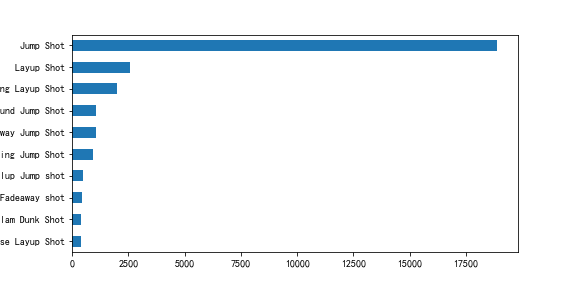 Jump Shot
Layup Shot
ng Layup Shot
und Jump Shot
way Jump Shot
ing Jump Shot
lup Jump shot
Fadeaway shot
lam Dunk Shot
se Layup Shot
0 2500 5000 7500 10000 12500 15000 17500